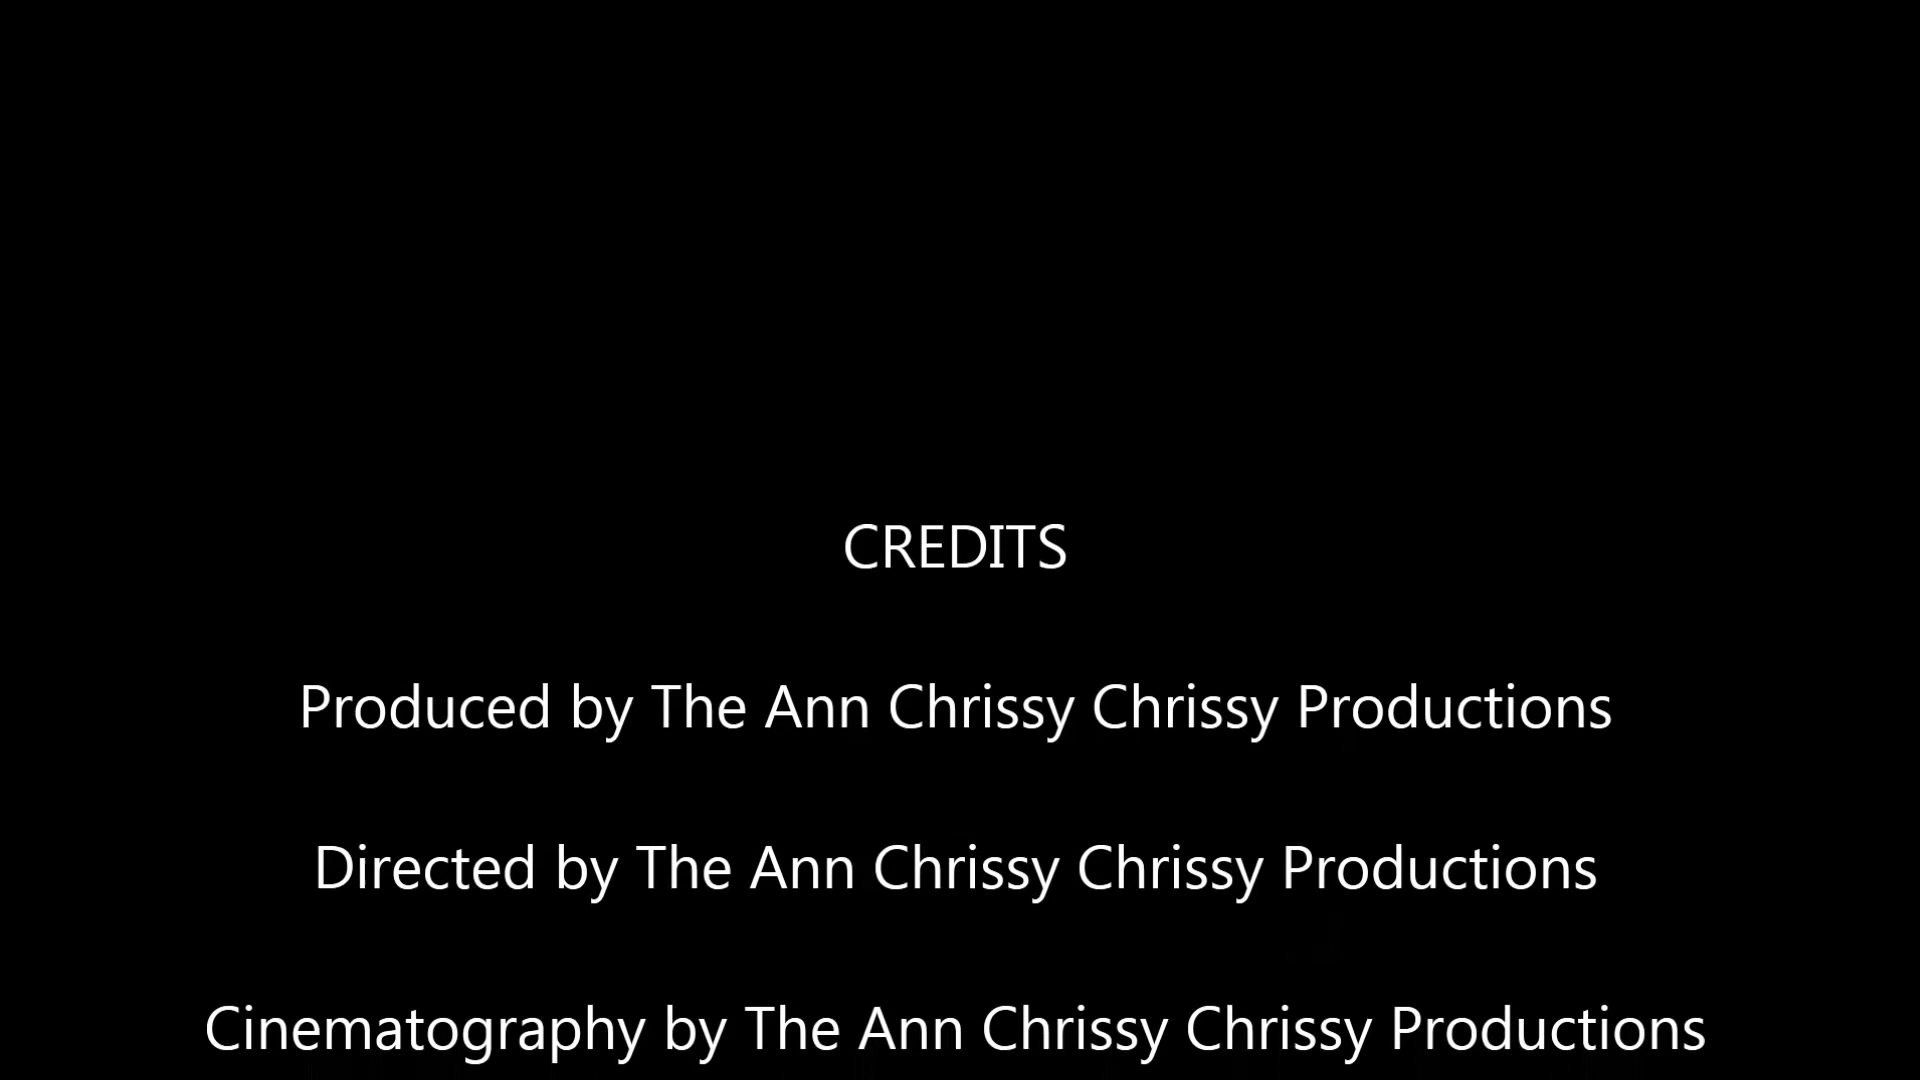 CREDITS
Produced by The Ann Chrissy Chrissy Productions
Directed by The Ann Chrissy Chrissy Productions
Cinematography by The Ann Chrissy Chrissy Productions